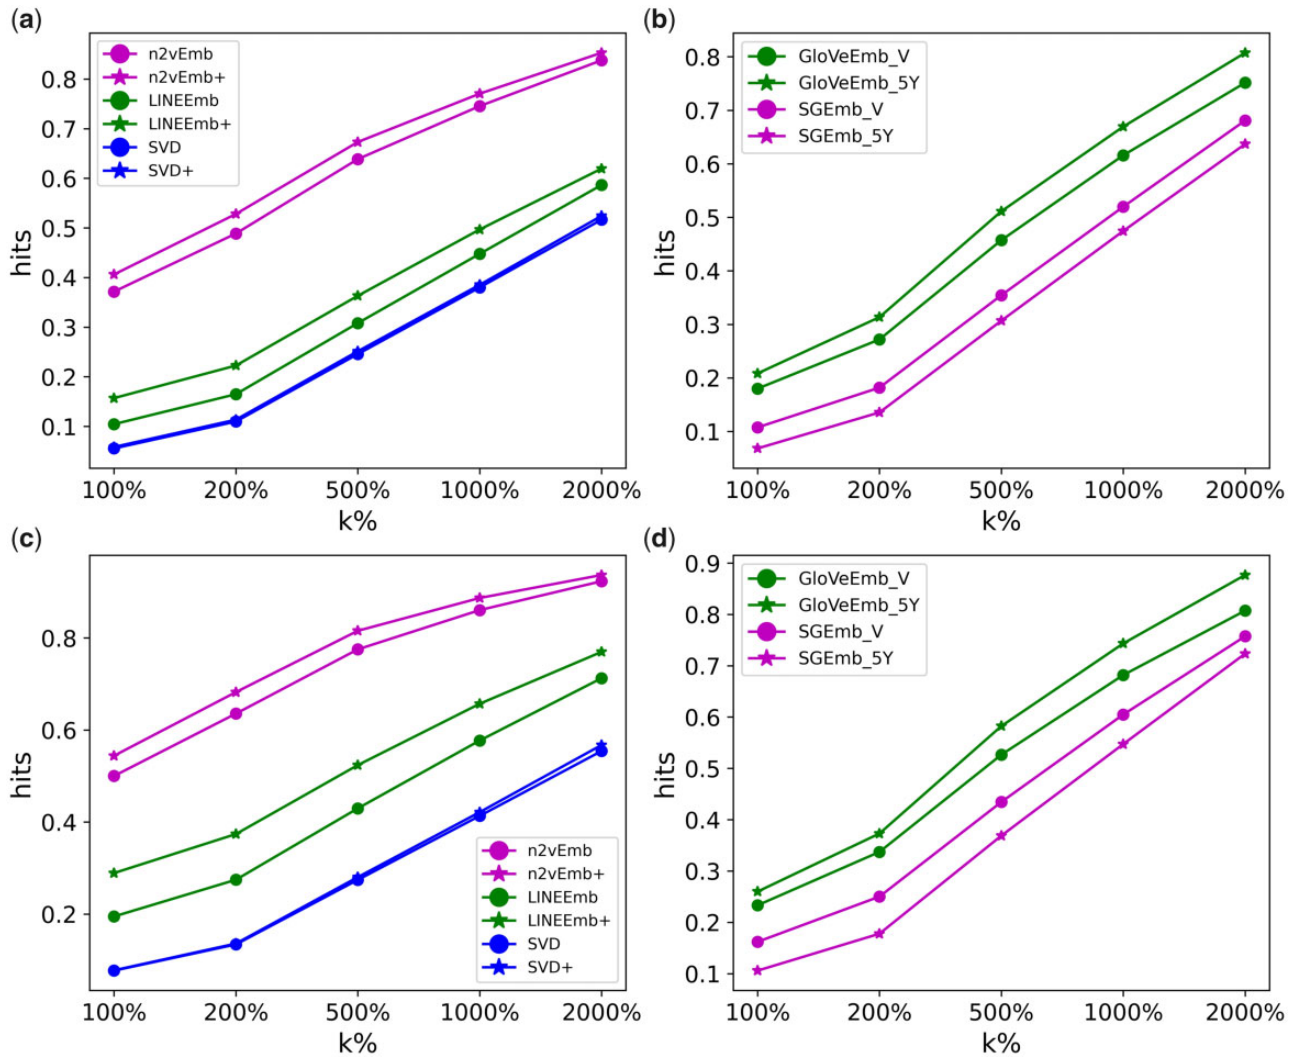 (a)
n2vEmb
n2vEmb+
LINEEmb
LINEEmb+
SVD
SVD+
0.8
0.7
0.6
0.5
0.4
0.3
0.2
0.1
hits
100% 200% 500% 1000% 2000%
k%
(b)
GloVeEmb_V
GloVeEmb_5Y
SGEmb_V
SGEmb_5Y
0.8
0.7
0.6
0.5
0.4
0.3
0.2
0.1
hits
100% 200% 500% 1000% 2000%
k%
(c)
0.8
0.6
0.4
0.2
hits
n2vEmb
n2vEmb+
LINEEmb
LINEEmb+
SVD
SVD+
100% 200% 500% 1000% 2000%
k%
(d)
GloVeEmb_V
GloVeEmb_5Y
SGEmb_V
SGEmb_5Y
0.9
0.8
0.7
0.6
0.5
0.4
0.3
0.2
0.1
hits
100% 200% 500% 1000% 2000%
k%